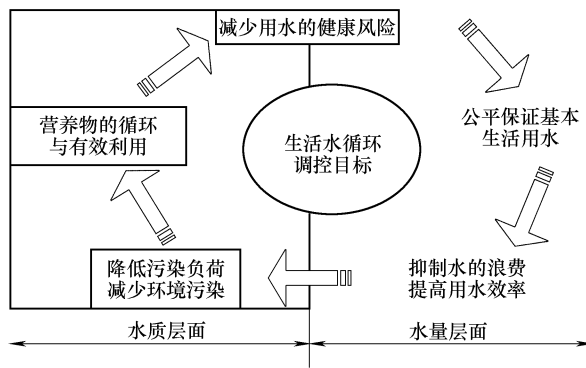 减少用水的健康风险
营养物的循环
与有效利用
公平保证基本
生活用水
生活水循环
调控目标
降低污染负荷
减少环境污染
抑制水的浪费
提高用水效率
水质层面
水量层面